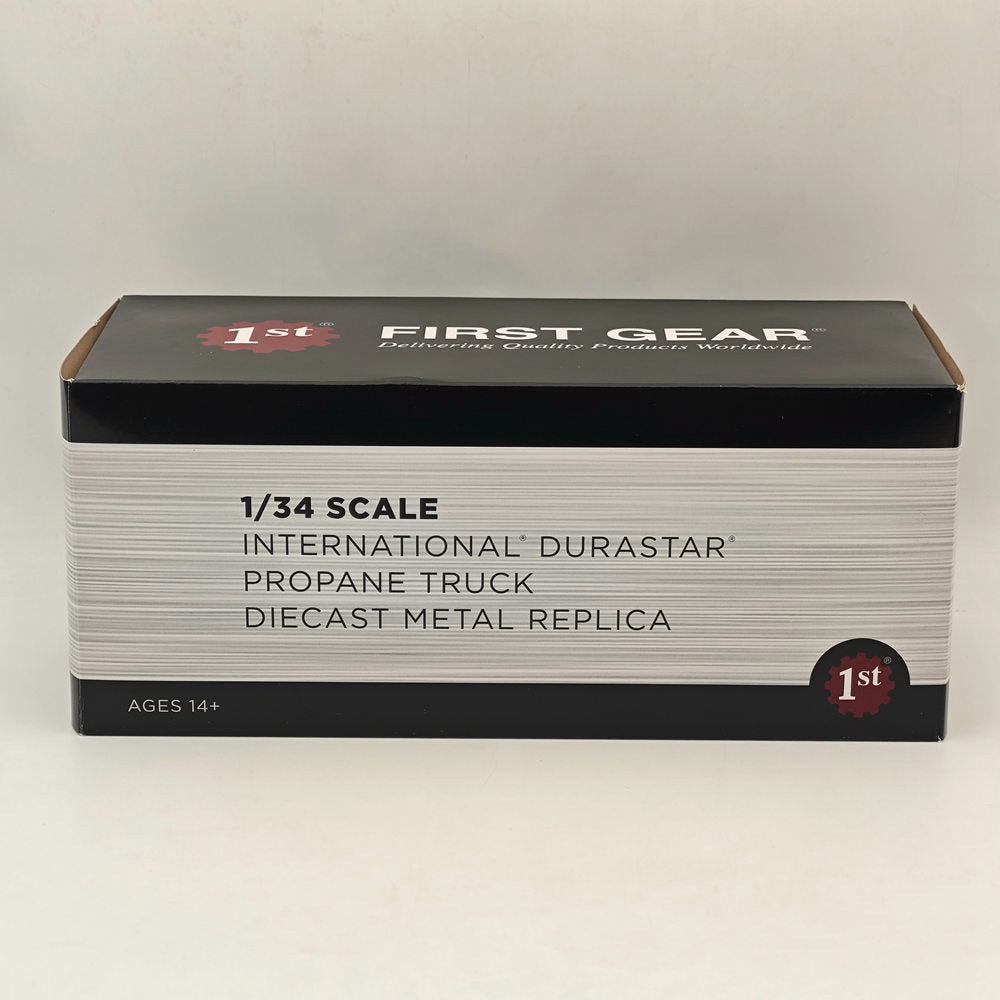 1st®
FIRST GEAR®
Delivering Quality Products Worldwide
1/34 SCALE
INTERNATIONAL® DURASTAR®
PROPANE TRUCK
DIECAST METAL REPLICA
AGES 14+
1st®